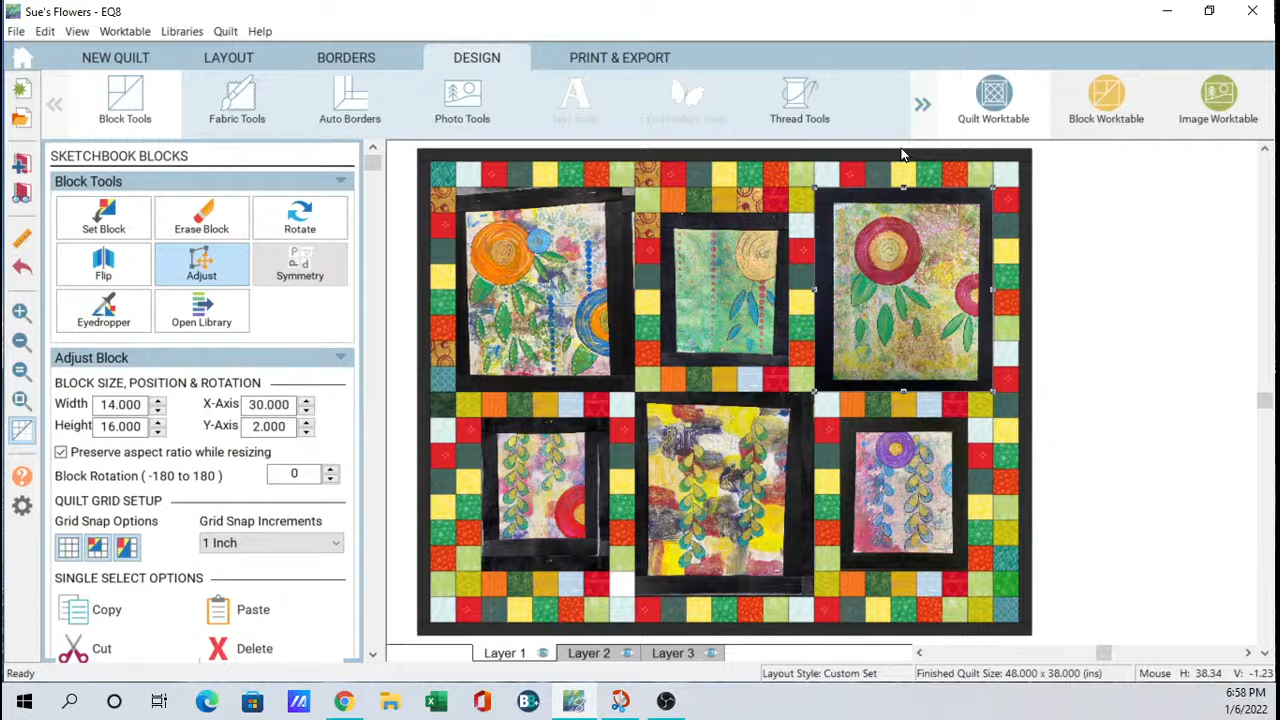 Sue's Flowers - EQ8
File Edit View Worktable Libraries Quilt Help
NEW QUILT LAYOUT BORDERS DESIGN PRINT & EXPORT
Block Tools Fabric Tools Auto Borders Photo Tools Thread Tools Quilt Worktable Block Worktable Image Worktable
SKETCHBOOK BLOCKS
Block Tools
Set Block Erase Block Rotate
Flip Adjust Symmetry
Eyedropper Open Library
Adjust Block
BLOCK SIZE, POSITION & ROTATION
Width 14.000 X-Axis 30.000
Height 16.000 Y-Axis 2.000
Preserve aspect ratio while resizing
Block Rotation ( -180 to 180 ) 0
QUILT GRID SETUP
Grid Snap Options Grid Snap Increments
1 Inch
SINGLE SELECT OPTIONS
Copy Paste
Cut Delete
Layer 1 Layer 2 Layer 3
Ready Layout Style: Custom Set Finished Quilt Size: 48.000 x 38.000 (ins) Mouse H: 38.34 V: -1.23
6:58 PM
1/6/2022